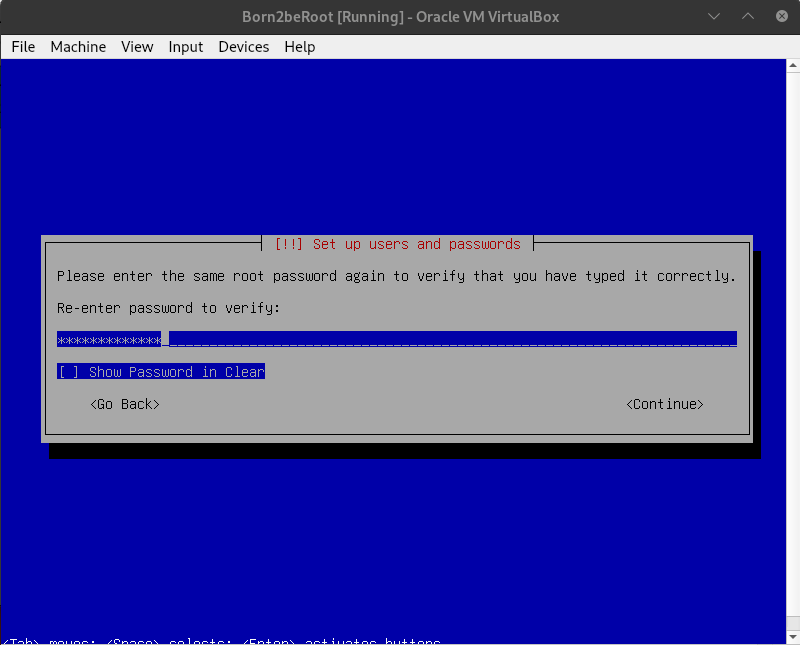 Born2beRoot [Running] - Oracle VM VirtualBox
File Machine View Input Devices Help
[!!] Set up users and passwords
Please enter the same root password again to verify that you have typed it correctly.
Re-enter password to verify:
*************
[ ] Show Password in Clear
<Go Back> <Continue>
<Tab> moves; <Space> selects; <Enter> activates buttons